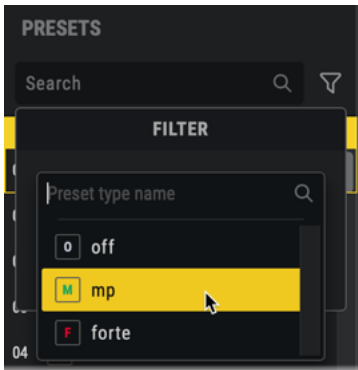 PRESETS
Search
FILTER
Preset type name
O off
M mp
F forte
04